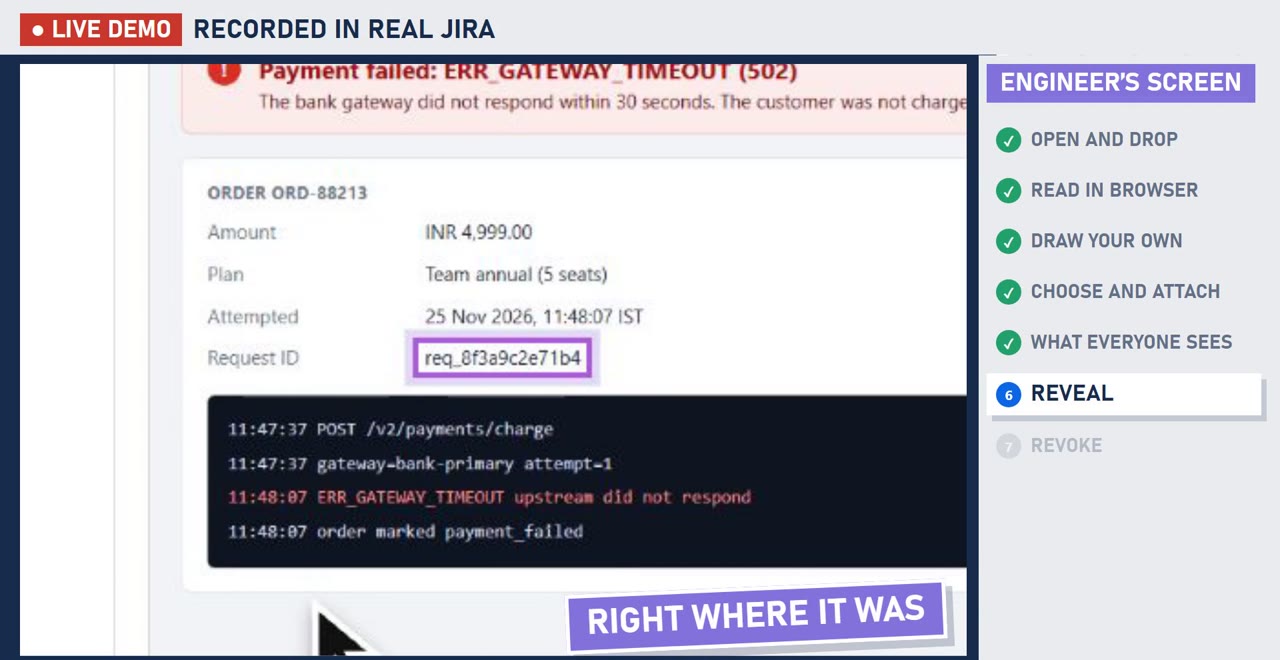 LIVE DEMO RECORDED IN REAL JIRA
Payment failed: ERR_GATEWAY_TIMEOUT (502)
The bank gateway did not respond within 30 seconds. The customer was not charge
ORDER ORD-88213
Amount INR 4,999.00
Plan Team annual (5 seats)
Attempted 25 Nov 2026, 11:48:07 IST
Request ID req_8f3a9c2e71b4
11:47:37 POST /v2/payments/charge
11:47:37 gateway=bank-primary attempt=1
11:48:07 ERR_GATEWAY_TIMEOUT upstream did not respond
11:48:07 order marked payment_failed
RIGHT WHERE IT WAS
ENGINEER'S SCREEN
OPEN AND DROP
READ IN BROWSER
DRAW YOUR OWN
CHOOSE AND ATTACH
WHAT EVERYONE SEES
6 REVEAL
7 REVOKE